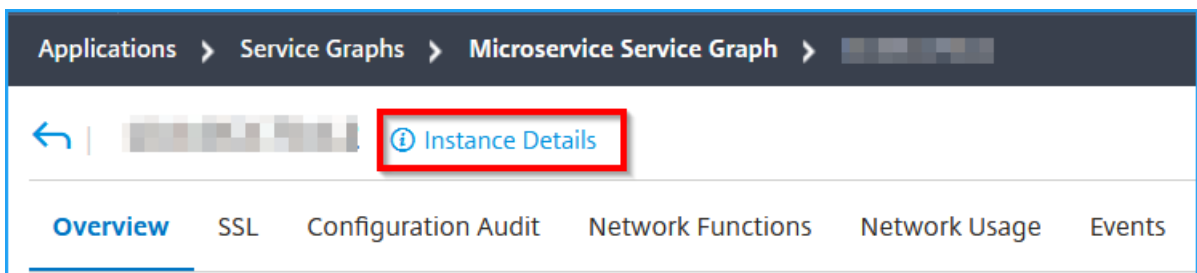 Applications > Service Graphs > Microservice Service Graph >
Instance Details
Overview SSL Configuration Audit Network Functions Network Usage Events